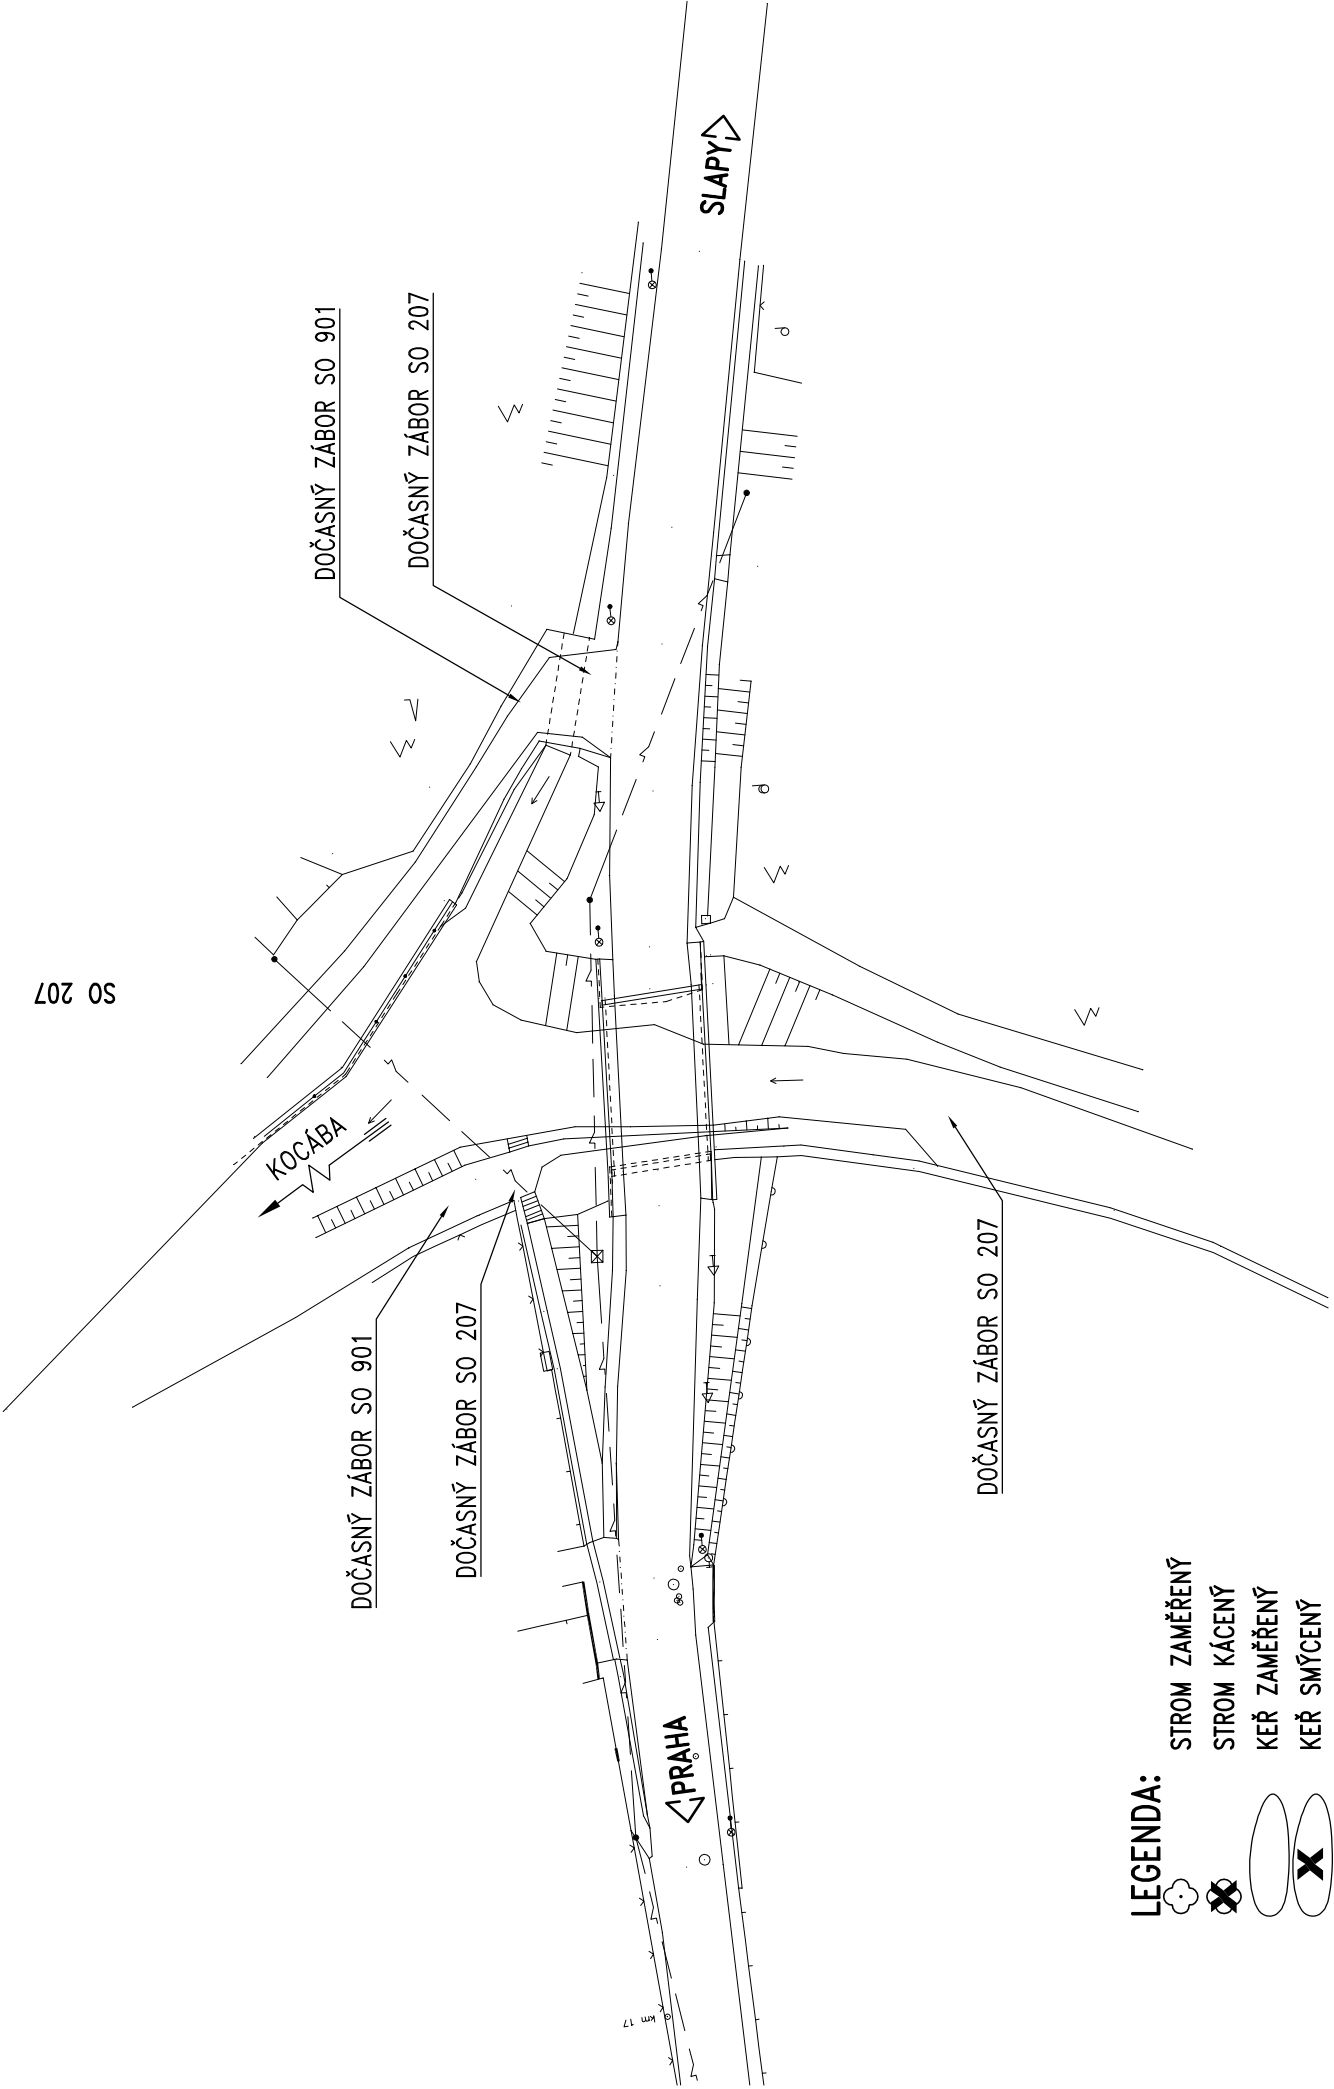 SO 207
DOČASNÝ ZÁBOR SO 901
DOČASNÝ ZÁBOR SO 207
SLAPY
KOCÁBA
DOČASNÝ ZÁBOR SO 901
DOČASNÝ ZÁBOR SO 207
DOČASNÝ ZÁBOR SO 207
PRAHA
km 17
LEGENDA:
STROM ZAMĚŘENÝ
STROM KÁCENÝ
KEŘ ZAMĚŘENÝ
KEŘ SMÝCENÝ